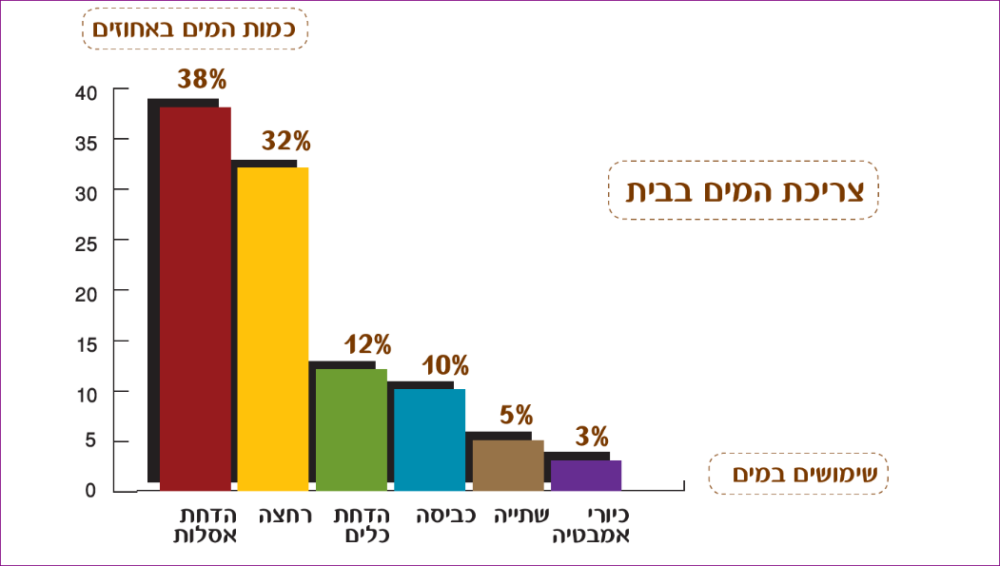 כמות המים באחוזים
צריכת המים בבית
38%
32%
12%
10%
5%
3%
40
35
30
25
20
15
10
5
0
הדחת
אסלות
רחצה
הדחת
כלים
כביסה
שתייה
כיורי
אמבטיה
שימושים במים